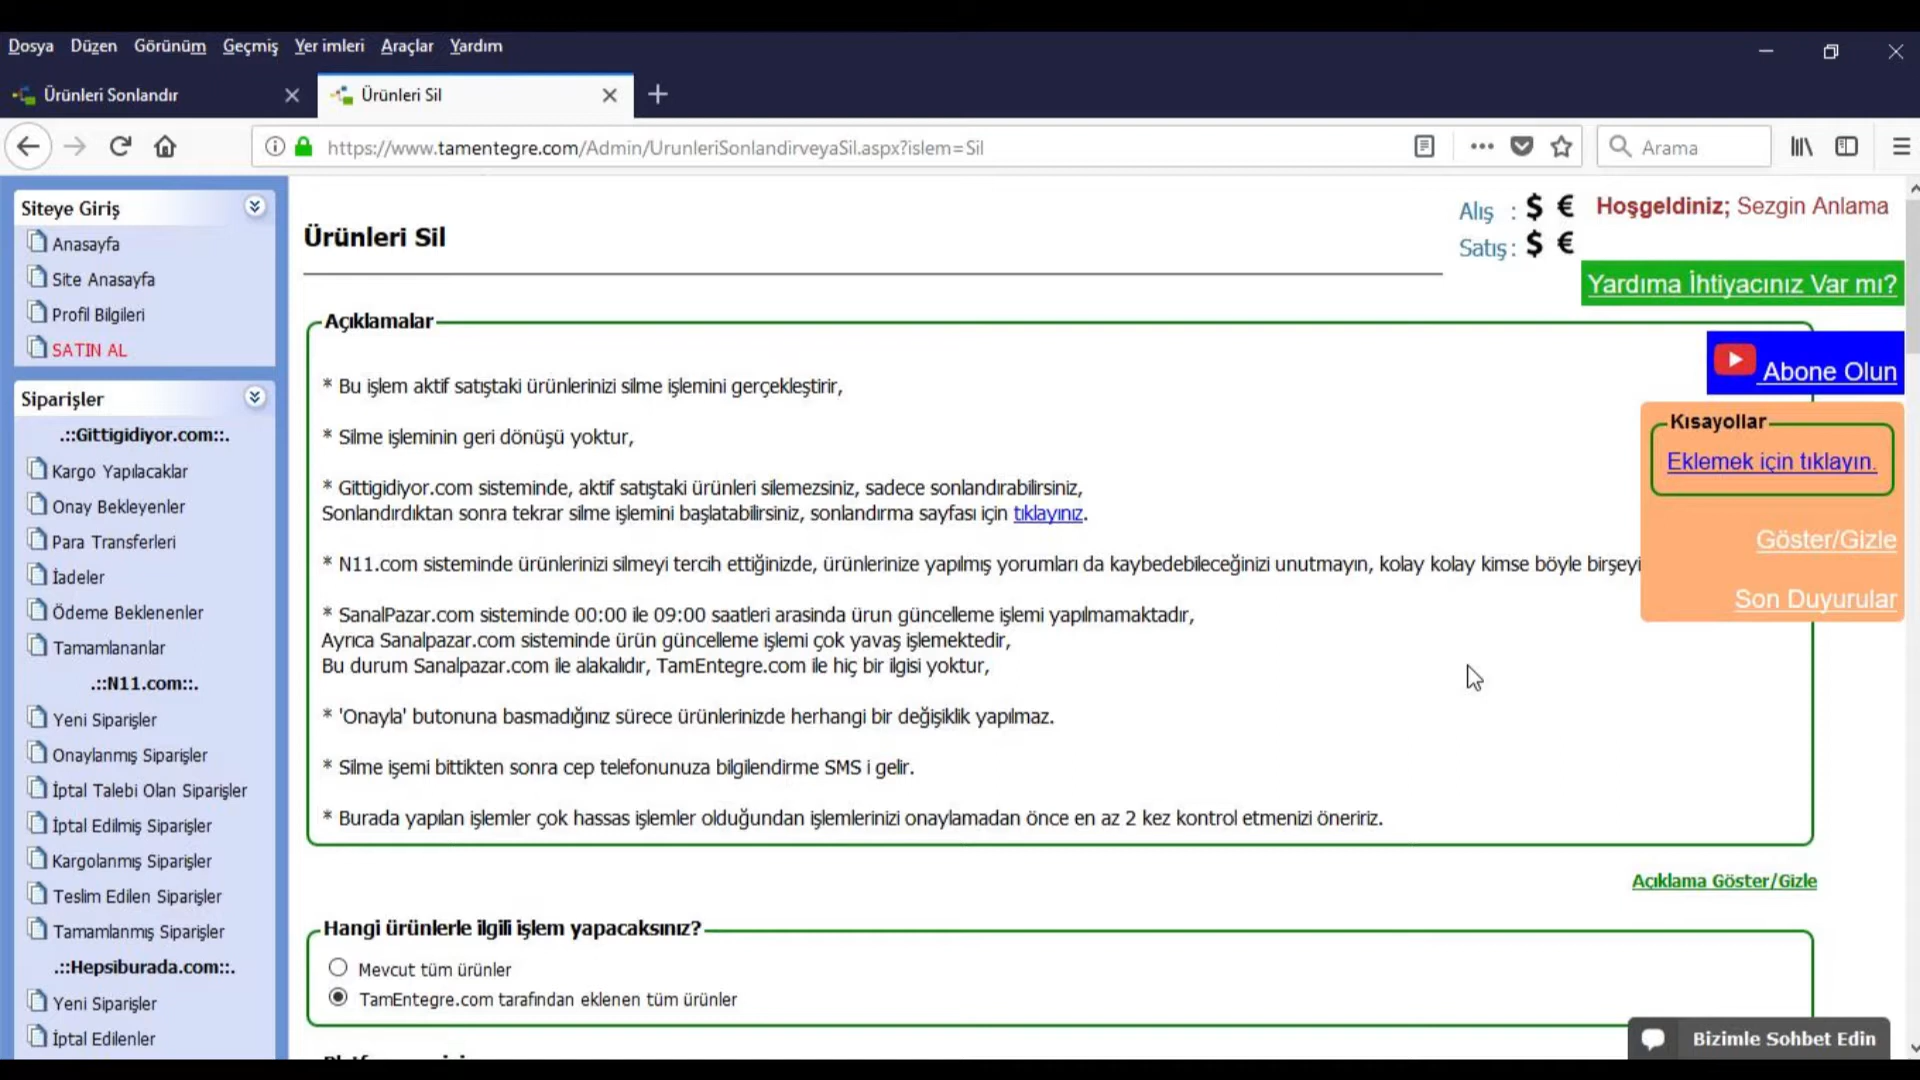 Dosya Düzen Görünüm Geçmiş Yer imleri Araçlar Yardım
Ürünleri Sonlandır
Ürünleri Sil
https://www.tamentegre.com/Admin/UrunleriSonlandirveyaSil.aspx?islem=Sil
Arama
Siteye Giriş
Anasayfa
Site Anasayfa
Profil Bilgileri
SATIN AL
Siparişler
.::Gittigidiyor.com::.
Kargo Yapılacaklar
Onay Bekleyenler
Para Transferleri
İadeler
Ödeme Beklenenler
Tamamlananlar
.::N11.com::.
Yeni Siparişler
Onaylanmış Siparişler
İptal Talebi Olan Siparişler
İptal Edilmiş Siparişler
Kargolanmış Siparişler
Teslim Edilen Siparişler
Tamamlanmış Siparişler
.::Hepsiburada.com::.
Yeni Siparişler
İptal Edilenler
Ürünleri Sil
Alış : $ €
Satış : $ €
Hoşgeldiniz; Sezgin Anlama
Yardıma İhtiyacınız Var mı?
Abone Olun
Kısayollar
Eklemek için tıklayın.
Göster/Gizle
Son Duyurular
Açıklamalar
* Bu işlem aktif satıştaki ürünlerinizi silme işlemini gerçekleştirir,
* Silme işleminin geri dönüşü yoktur,
* Gittigidiyor.com sisteminde, aktif satıştaki ürünleri silemezsiniz, sadece sonlandırabilirsiniz,
Sonlandırdıktan sonra tekrar silme işlemini başlatabilirsiniz, sonlandırma sayfası için tıklayınız.
* N11.com sisteminde ürünlerinizi silmeyi tercih ettiğinizde, ürünlerinize yapılmış yorumları da kaybedebileceğinizi unutmayın, kolay kolay kimse böyle birşeyi
* SanalPazar.com sisteminde 00:00 ile 09:00 saatleri arasında ürun güncelleme işlemi yapılmamaktadır,
Ayrıca Sanalpazar.com sisteminde ürün güncelleme işlemi çok yavaş işlemektedir,
Bu durum Sanalpazar.com ile alakalıdır, TamEntegre.com ile hiç bir ilgisi yoktur,
* 'Onayla' butonuna basmadığınız sürece ürünlerinizde herhangi bir değişiklik yapılmaz.
* Silme işemi bittikten sonra cep telefonunuza bilgilendirme SMS i gelir.
* Burada yapılan işlemler çok hassas işlemler olduğundan işlemlerinizi onaylamadan önce en az 2 kez kontrol etmenizi öneririz.
Açıklama Göster/Gizle
Hangi ürünlerle ilgili işlem yapacaksınız?
Mevcut tüm ürünler
TamEntegre.com tarafından eklenen tüm ürünler
Bizimle Sohbet Edin